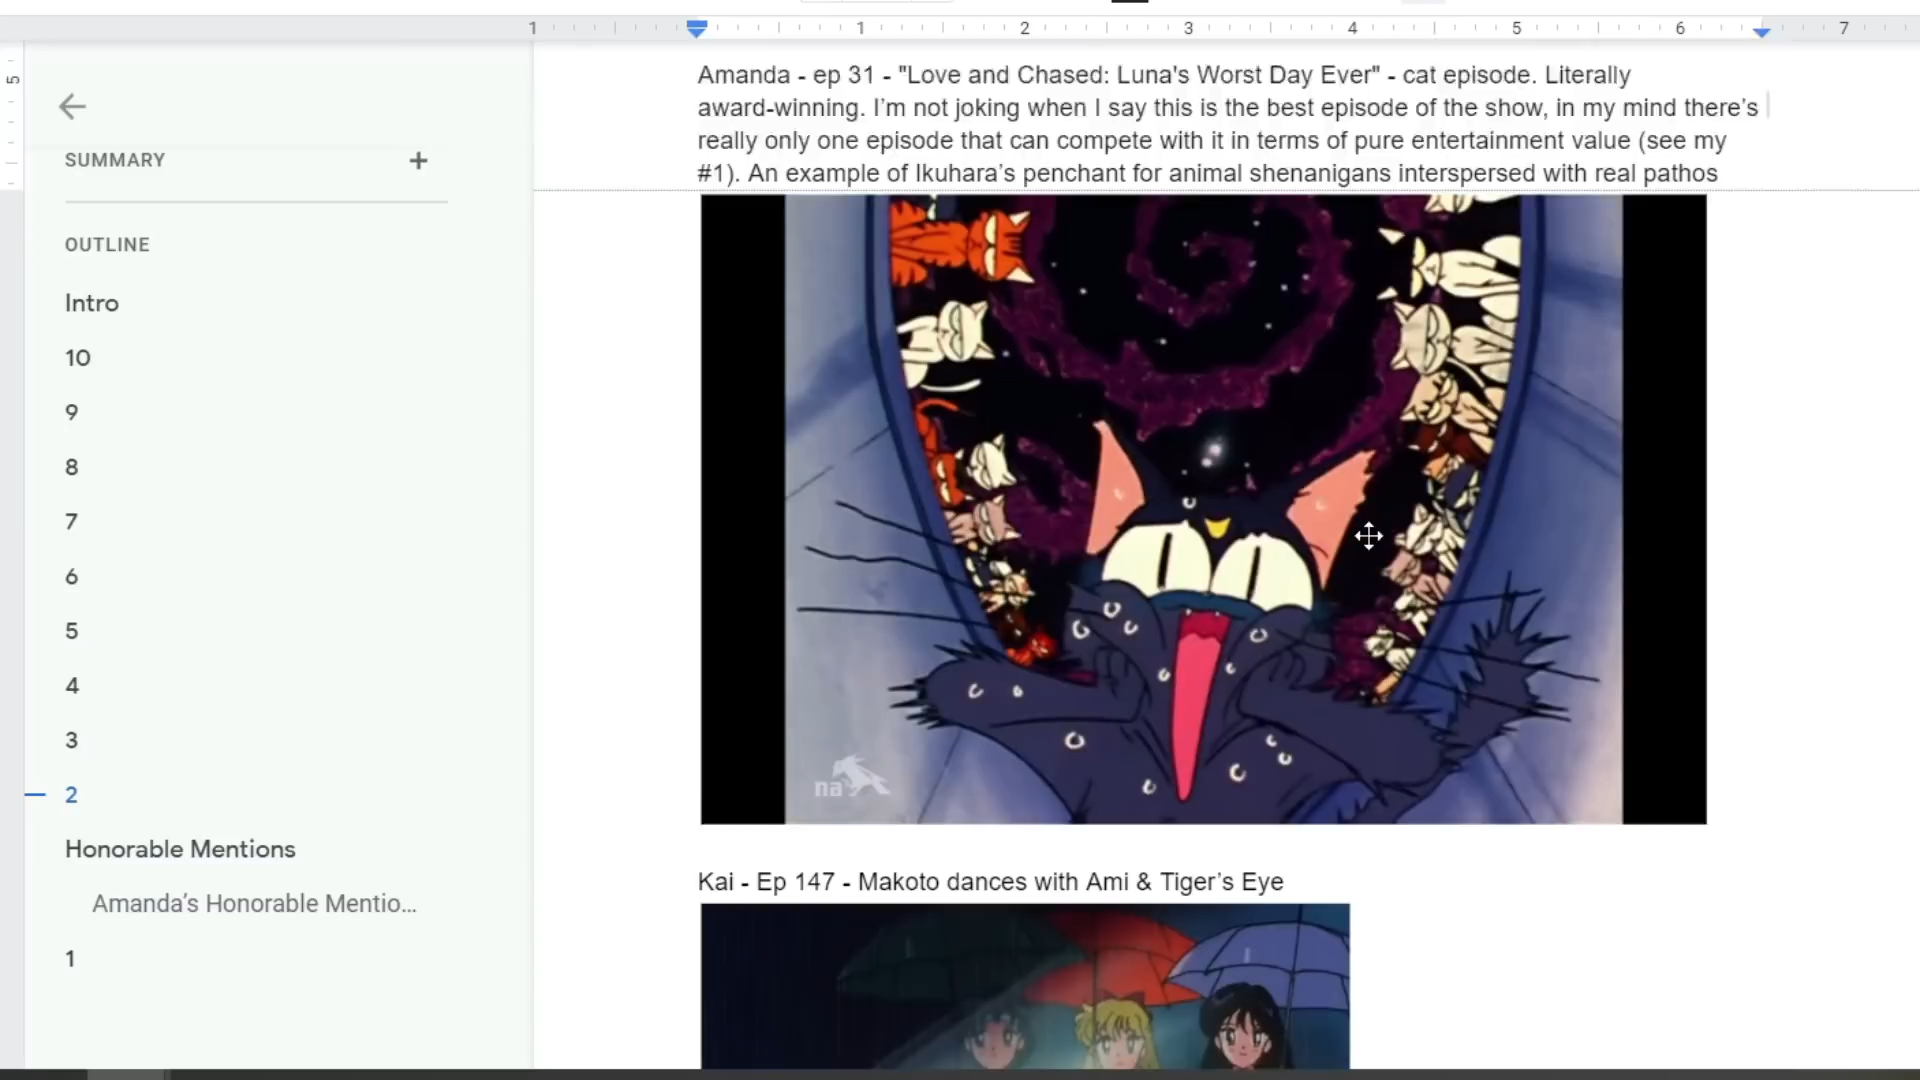 1 1 2 3 4 5 6 7
5
Amanda - ep 31 - "Love and Chased: Luna's Worst Day Ever" - cat episode. Literally
award-winning. I’m not joking when I say this is the best episode of the show, in my mind there’s
really only one episode that can compete with it in terms of pure entertainment value (see my
#1). An example of Ikuhara’s penchant for animal shenanigans interspersed with real pathos
SUMMARY
OUTLINE
Intro
10
9
8
7
6
5
4
3
2
Honorable Mentions
Amanda’s Honorable Mentio...
1
na
Kai - Ep 147 - Makoto dances with Ami & Tiger’s Eye